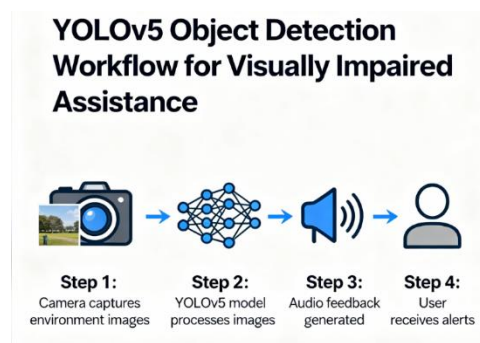 YOLOv5 Object Detection
Workflow for Visually Impaired
Assistance
Step 1:
Camera captures
environment images
Step 2:
YOLOv5 model
processes images
Step 3:
Audio feedback
generated
Step 4:
User
receives alerts